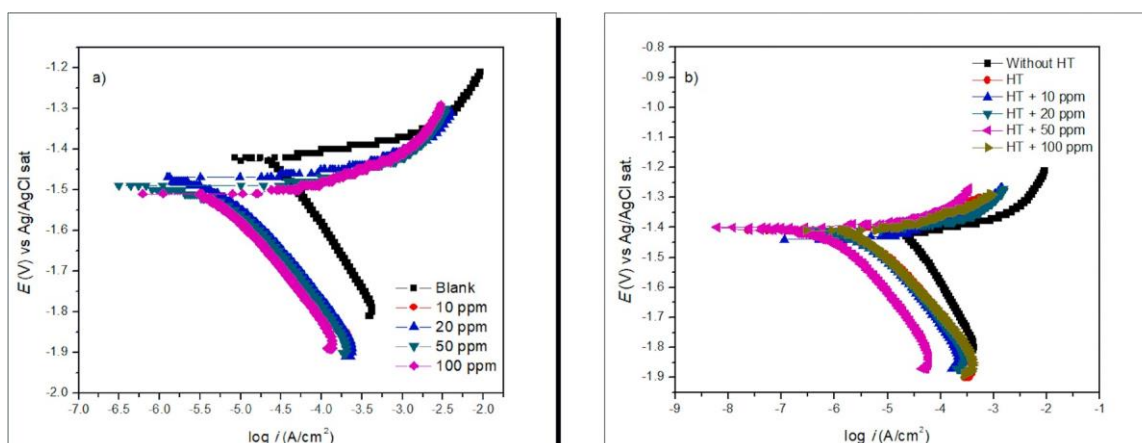 a)
-1.2
-1.3
-1.4
-1.5
-1.6
-1.7
-1.8
-1.9
-2.0
E (V) vs Ag/AgCl sat
Blank
10 ppm
20 ppm
50 ppm
100 ppm
-7.0 -6.5 -6.0 -5.5 -5.0 -4.5 -4.0 -3.5 -3.0 -2.5 -2.0
log i (A/cm²)
b)
-0.8
-0.9
-1.0
-1.1
-1.2
-1.3
-1.4
-1.5
-1.6
-1.7
-1.8
-1.9
E (V) vs Ag/AgCl sat.
Without HT
HT
HT + 10 ppm
HT + 20 ppm
HT + 50 ppm
HT + 100 ppm
-9 -8 -7 -6 -5 -4 -3 -2 -1
log i (A/cm²)